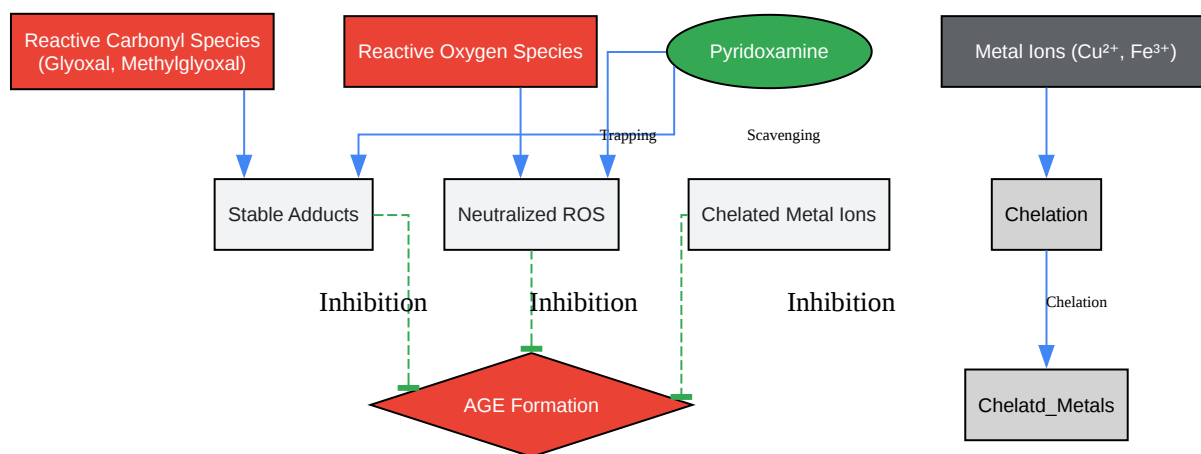 Reactive Carbonyl Species
(Glyoxal, Methylglyoxal)
Reactive Oxygen Species
Pyridoxamine
Metal Ions (Cu²⁺, Fe³⁺)
Trapping
Scavenging
Stable Adducts
Neutralized ROS
Chelated Metal Ions
Chelation
Inhibition
Inhibition
Inhibition
Chelation
AGE Formation
Chelatd_Metals